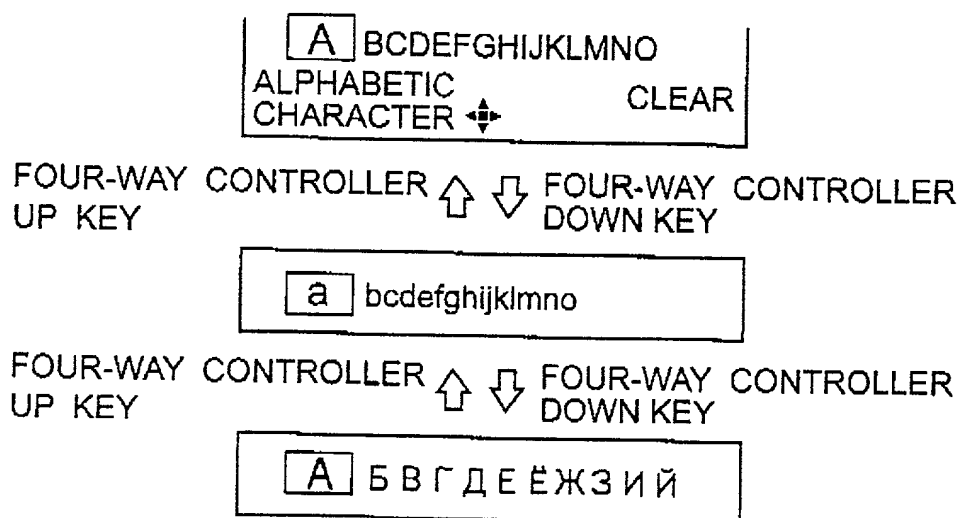 A BCDEFGHIJKLMNO
ALPHABETIC
CHARACTER
CLEAR
FOUR-WAY CONTROLLER
UP KEY
FOUR-WAY CONTROLLER
DOWN KEY
a bcdefghijklmno
FOUR-WAY CONTROLLER
UP KEY
FOUR-WAY CONTROLLER
DOWN KEY
А Б В Г Д Е Ё Ж З И Й